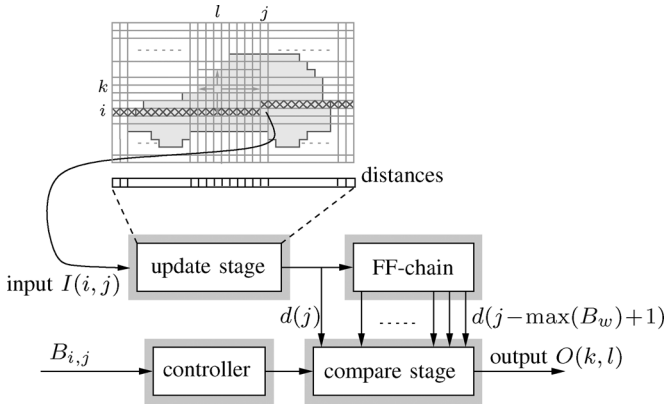 l j
k
i
distances
update stage
FF-chain
input I(i, j)
d(j)
.....
d(j−max(B_w)+1)
B_{i,j}
controller
compare stage
output O(k, l)